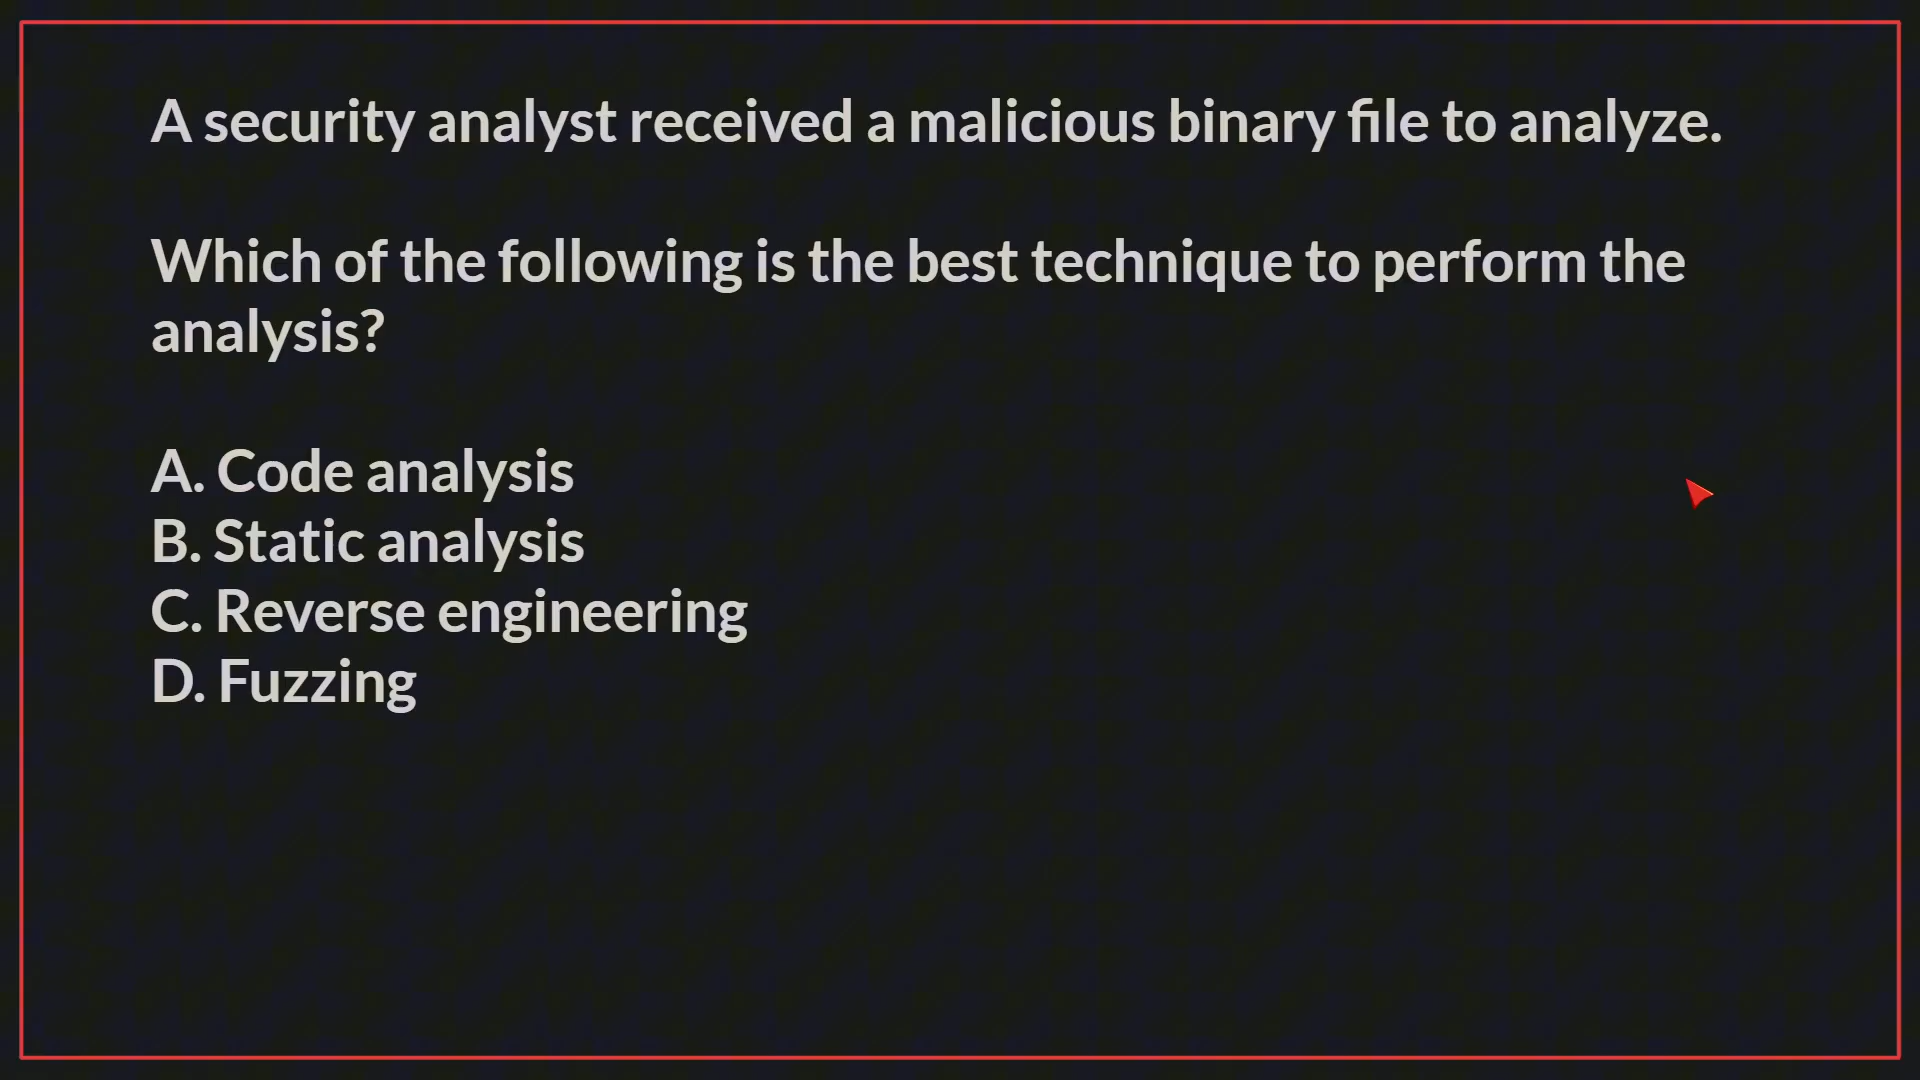 A security analyst received a malicious binary file to analyze.
Which of the following is the best technique to perform the
analysis?
A. Code analysis
B. Static analysis
C. Reverse engineering
D. Fuzzing